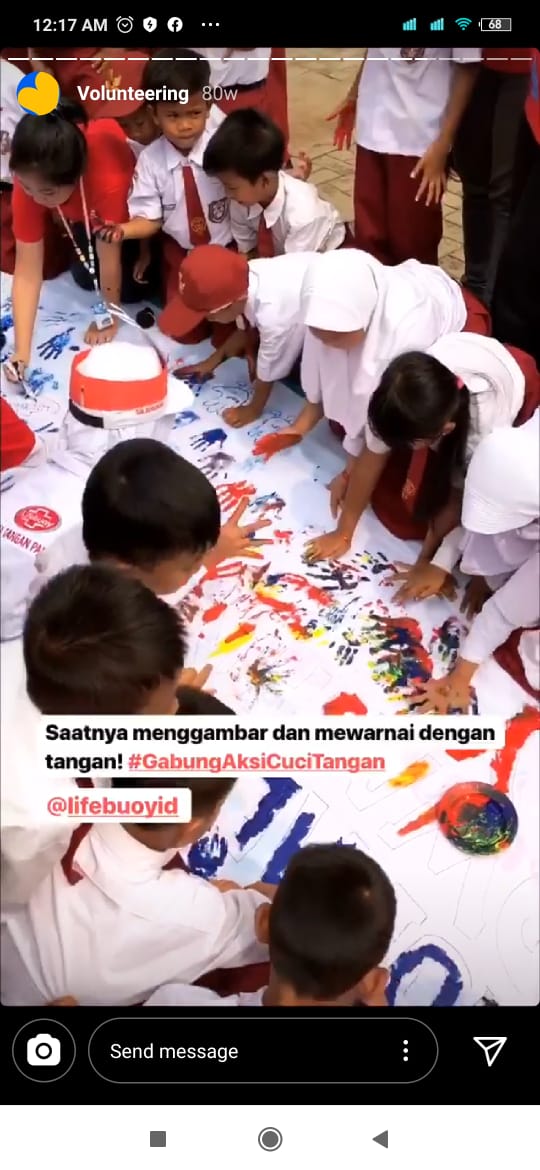 12:17 AM
68
Volunteering 80w
Saatnya menggambar dan mewarnai dengan
tangan! #GabungAksiCuciTangan
@lifebuoyid
Send message